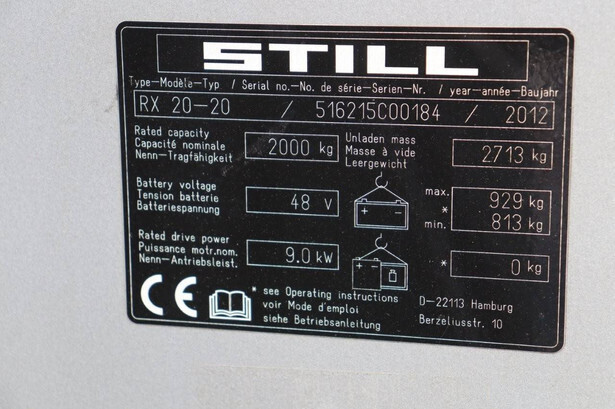 STILL
Type-Modèle-Typ / Serial no.-No. de série-Serien-Nr. / year-année-Baujahr
RX 20-20 / 516215C00184 / 2012
Rated capacity
Capacité nominale
Nenn-Tragfähigkeit
2000 kg
Unladen mass
Masse à vide
Leergewicht
2713 kg
Battery voltage
Tension batterie
Batteriespannung
48 V
+ -
max. 929 kg
*
min. 813 kg
Rated drive power
Puissance motr.nom.
Nenn-Antriebsleist.
9.0 kW
+ -
* 0 kg
CE
* see Operating instructions
voir Mode d'emploi
siehe Betriebsanleitung
D-22113 Hamburg
Berzeliusstr. 10